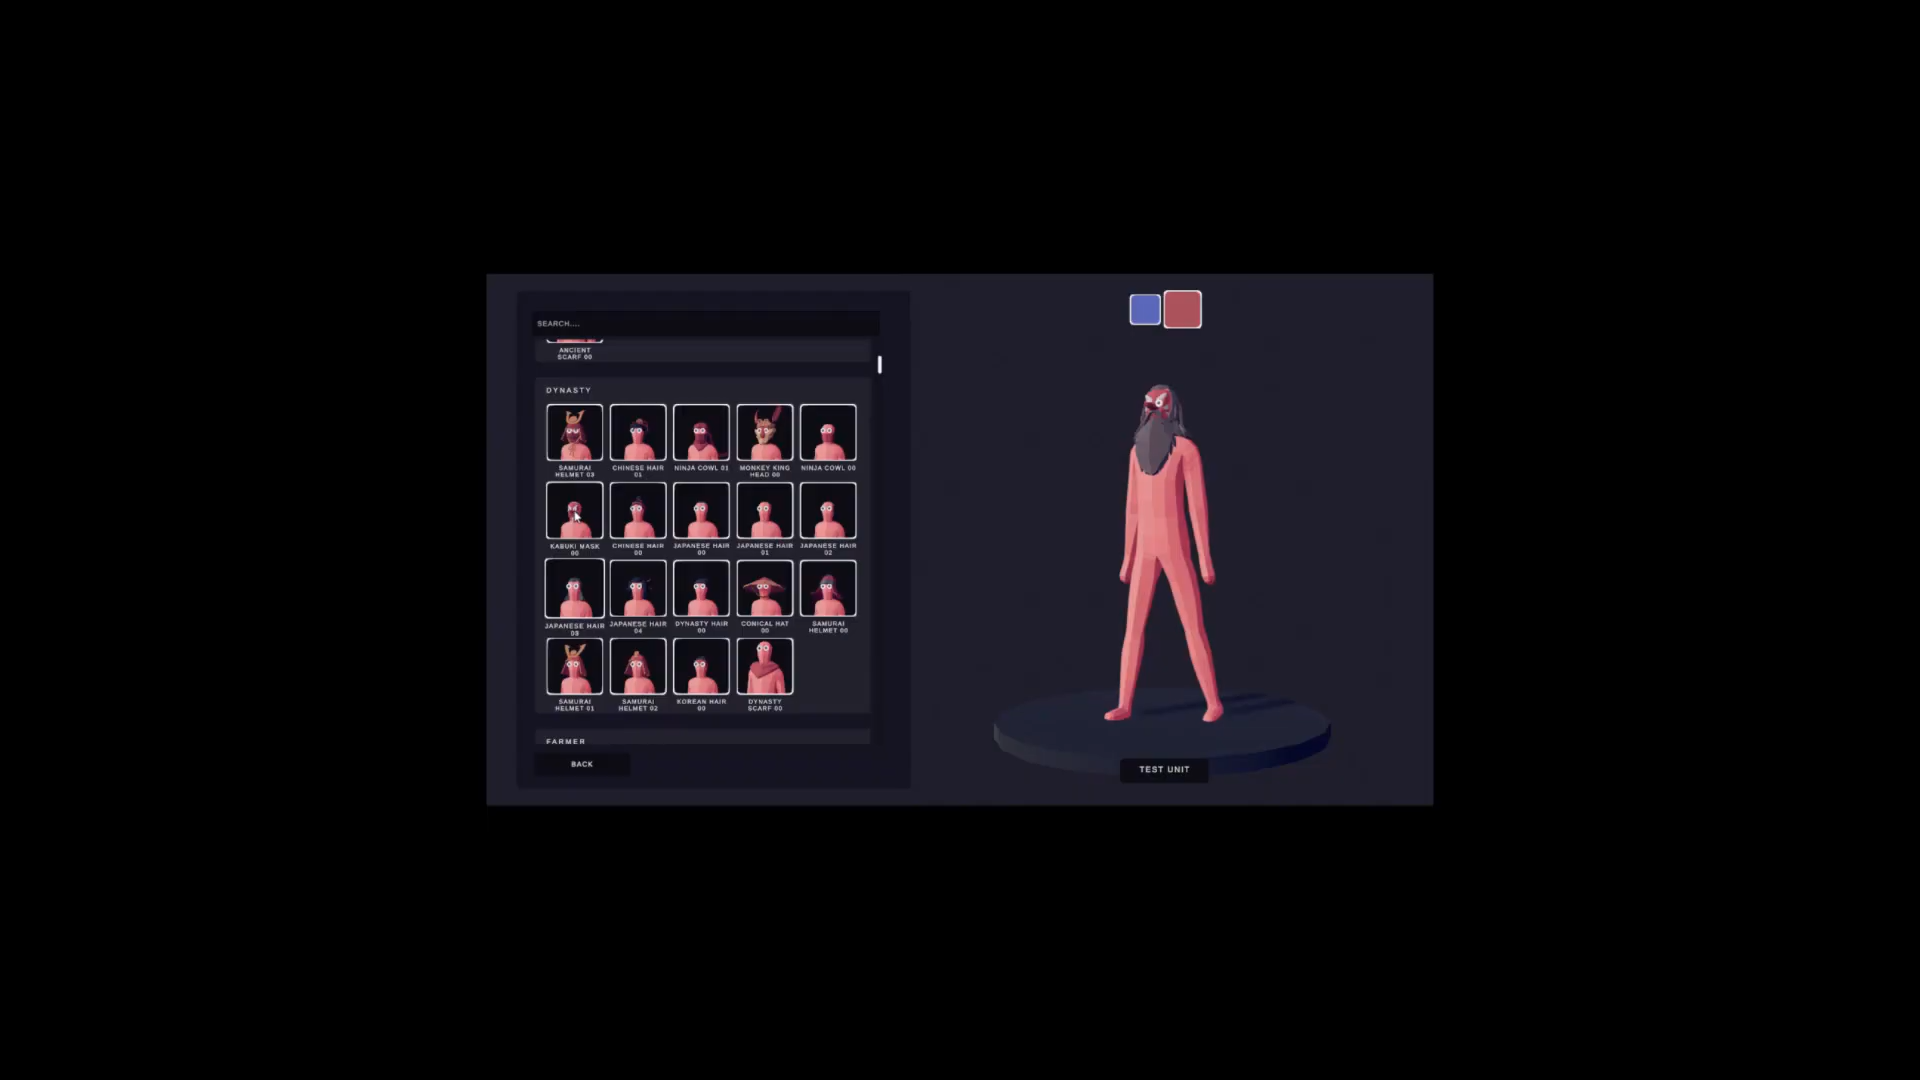 SEARCH....
ANCIENT
SCARF 00
DYNASTY
SAMURAI
HELMET 03
CHINESE HAIR
01
NINJA COWL 01
MONKEY KING
HEAD 00
NINJA COWL 00
KABUKI MASK
00
CHINESE HAIR
00
JAPANESE HAIR
00
JAPANESE HAIR
01
JAPANESE HAIR
02
JAPANESE HAIR
03
JAPANESE HAIR
04
DYNASTY HAIR
00
CONICAL HAT
00
SAMURAI
HELMET 00
SAMURAI
HELMET 01
SAMURAI
HELMET 02
KOREAN HAIR
00
DYNASTY
SCARF 00
FARMER
BACK
TEST UNIT